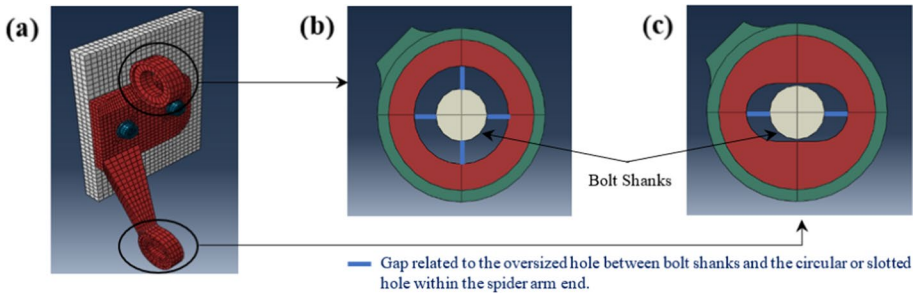 (a)
(b)
(c)
Bolt Shanks
Gap related to the oversized hole between bolt shanks and the circular or slotted
hole within the spider arm end.